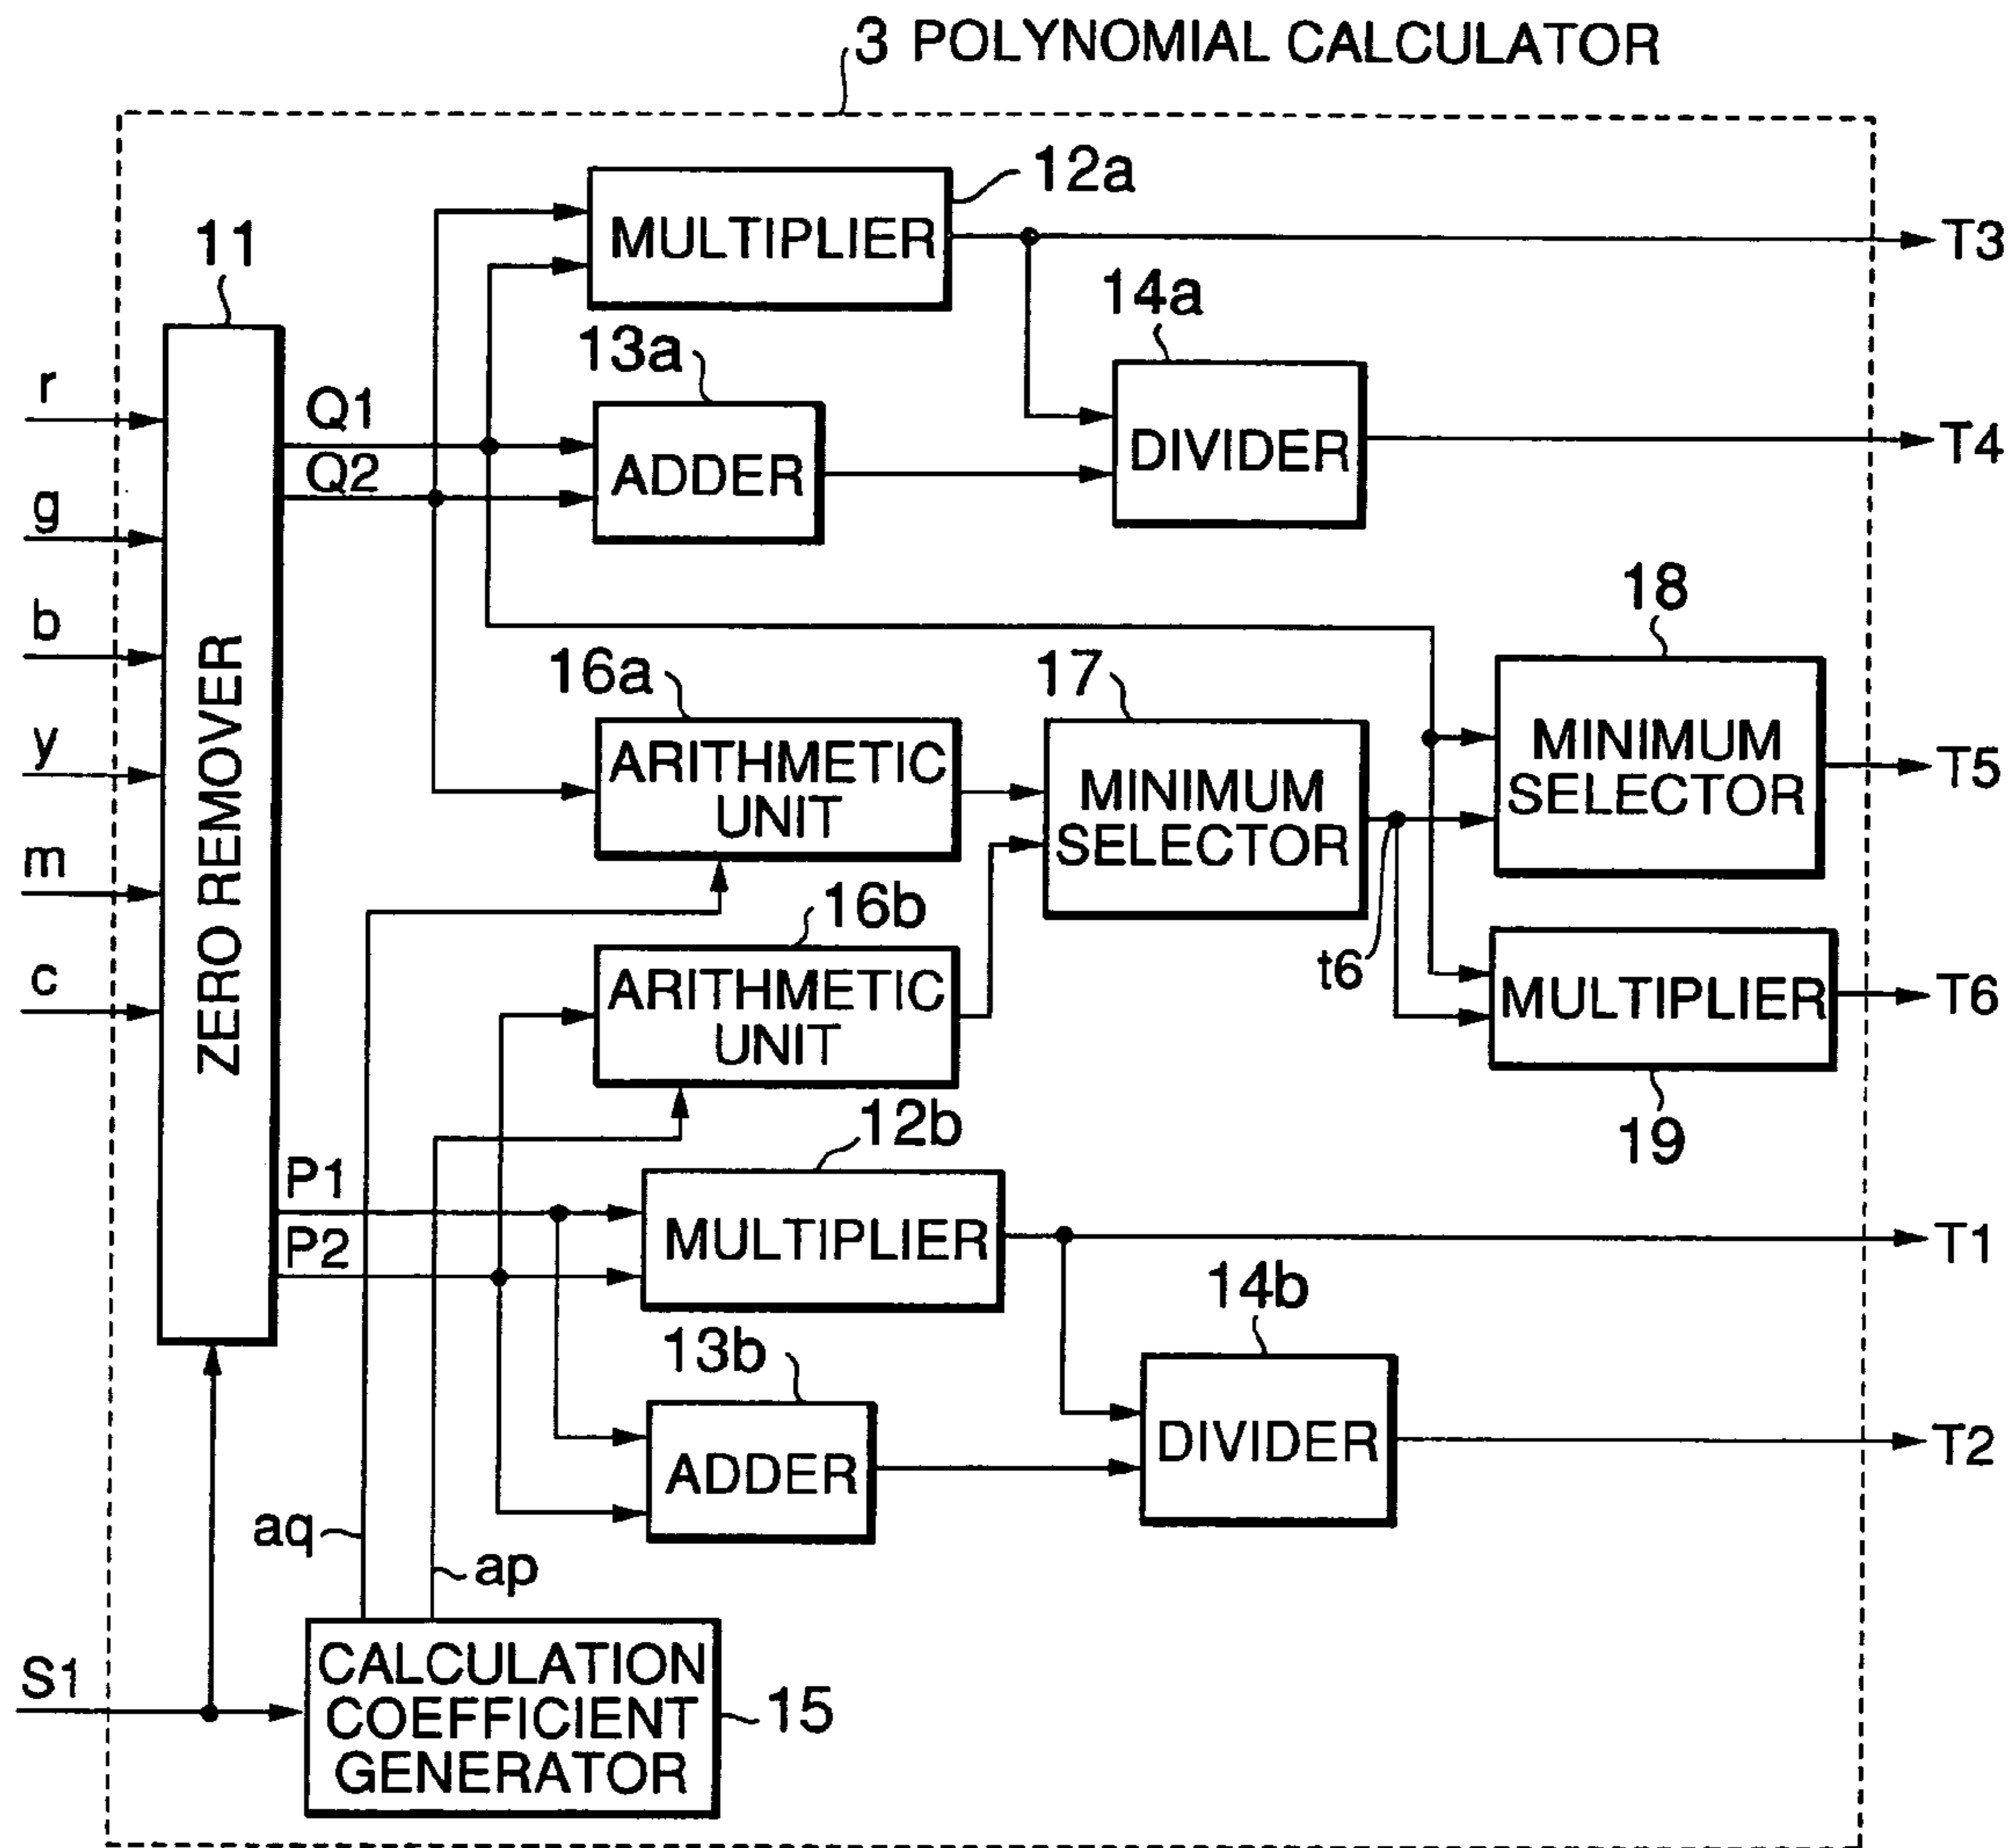 3 POLYNOMIAL CALCULATOR
12a
MULTIPLIER
T3
11
14a
13a
r
Q1
DIVIDER
T4
Q2
ADDER
g
18
b
16a
17
ZERO REMOVER
MINIMUM
SELECTOR
T5
y
ARITHMETIC
UNIT
MINIMUM
SELECTOR
m
16b
t6
c
ARITHMETIC
UNIT
MULTIPLIER
T6
12b
19
P1
MULTIPLIER
T1
P2
14b
13b
DIVIDER
T2
ADDER
aq
ap
S1
CALCULATION
COEFFICIENT
GENERATOR
15